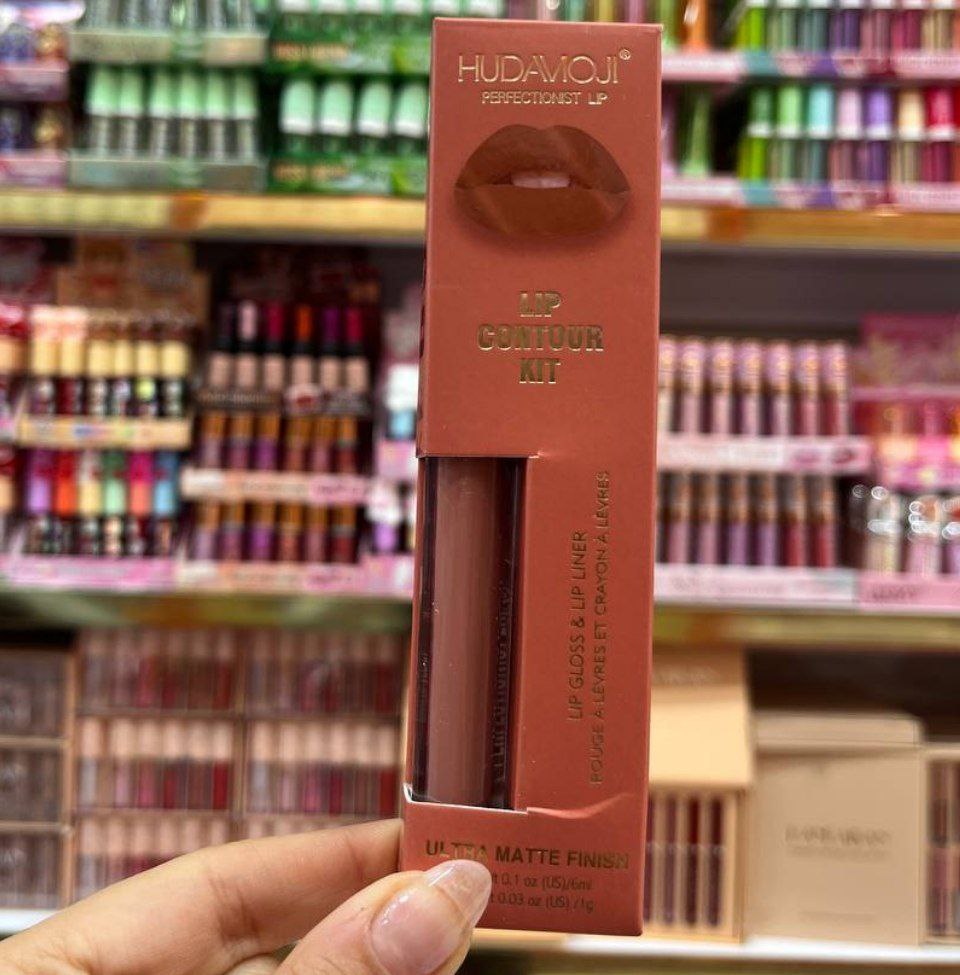 HUDAMOJI®
PERFECTIONIST LIP
LIP
CONTOUR
KIT
LIP GLOSS & LIP LINER
ROUGE À LÈVRES ET CRAYON À LÈVRES
ULTRA MATTE FINISH
0.1 oz (US)/6ml
0.03 oz (US) /1g